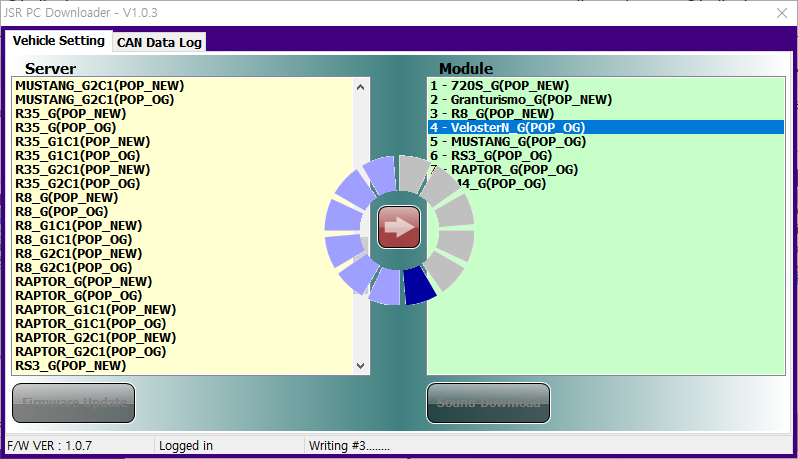 JSR PC Downloader - V1.0.3
Vehicle Setting
CAN Data Log
Server
MUSTANG_G2C1(POP_NEW)
MUSTANG_G2C1(POP_OG)
R35_G(POP_NEW)
R35_G(POP_OG)
R35_G1C1(POP_NEW)
R35_G1C1(POP_OG)
R35_G2C1(POP_NEW)
R35_G2C1(POP_OG)
R8_G(POP_NEW)
R8_G(POP_OG)
R8_G1C1(POP_NEW)
R8_G1C1(POP_OG)
R8_G2C1(POP_NEW)
R8_G2C1(POP_OG)
RAPTOR_G(POP_NEW)
RAPTOR_G(POP_OG)
RAPTOR_G1C1(POP_NEW)
RAPTOR_G1C1(POP_OG)
RAPTOR_G2C1(POP_NEW)
RAPTOR_G2C1(POP_OG)
RS3_G(POP_NEW)
Module
1 - 720S_G(POP_NEW)
2 - Granturismo_G(POP_NEW)
3 - R8_G(POP_NEW)
4 - VelosterN_G(POP_OG)
5 - MUSTANG_G(POP_OG)
6 - RS3_G(POP_OG)
7 - RAPTOR_G(POP_OG)
M4_G(POP_OG)
Firmware Update
Sound Download
F/W VER : 1.0.7
Logged in
Writing #3........